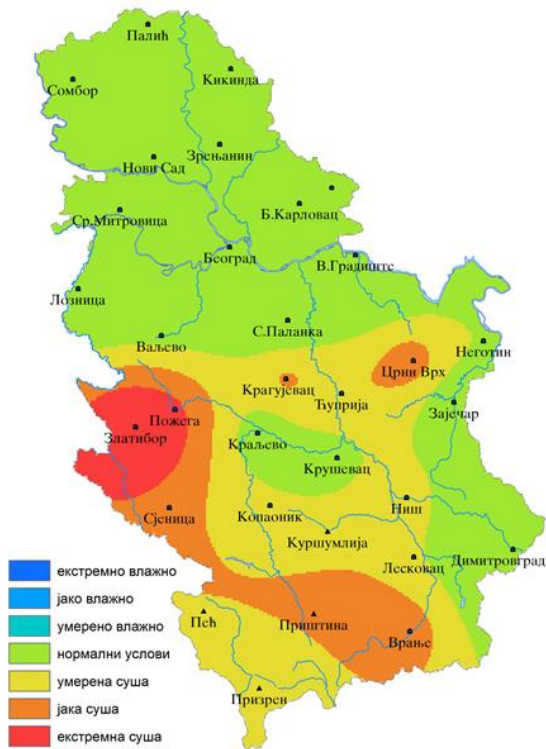 Палић
Кикинда
Сомбор
Зрењанин
Нови Сад
Б.Карловац
Ср.Митровица
Београд
В.Градиште
Лозница
С.Паланка
Ваљево
Неготин
Црни Врх
Крагујевац
Ћуприја
Зајечар
Пожега
Златибор
Краљево
Крушевац
Ниш
Копаоник
Сјеница
Куршумлија
Лесковац
Димитровград
Пећ
Приштина
Врање
Призрен
екстремно влажно
јако влажно
умерено влажно
нормални услови
умерена суша
јака суша
екстремна суша